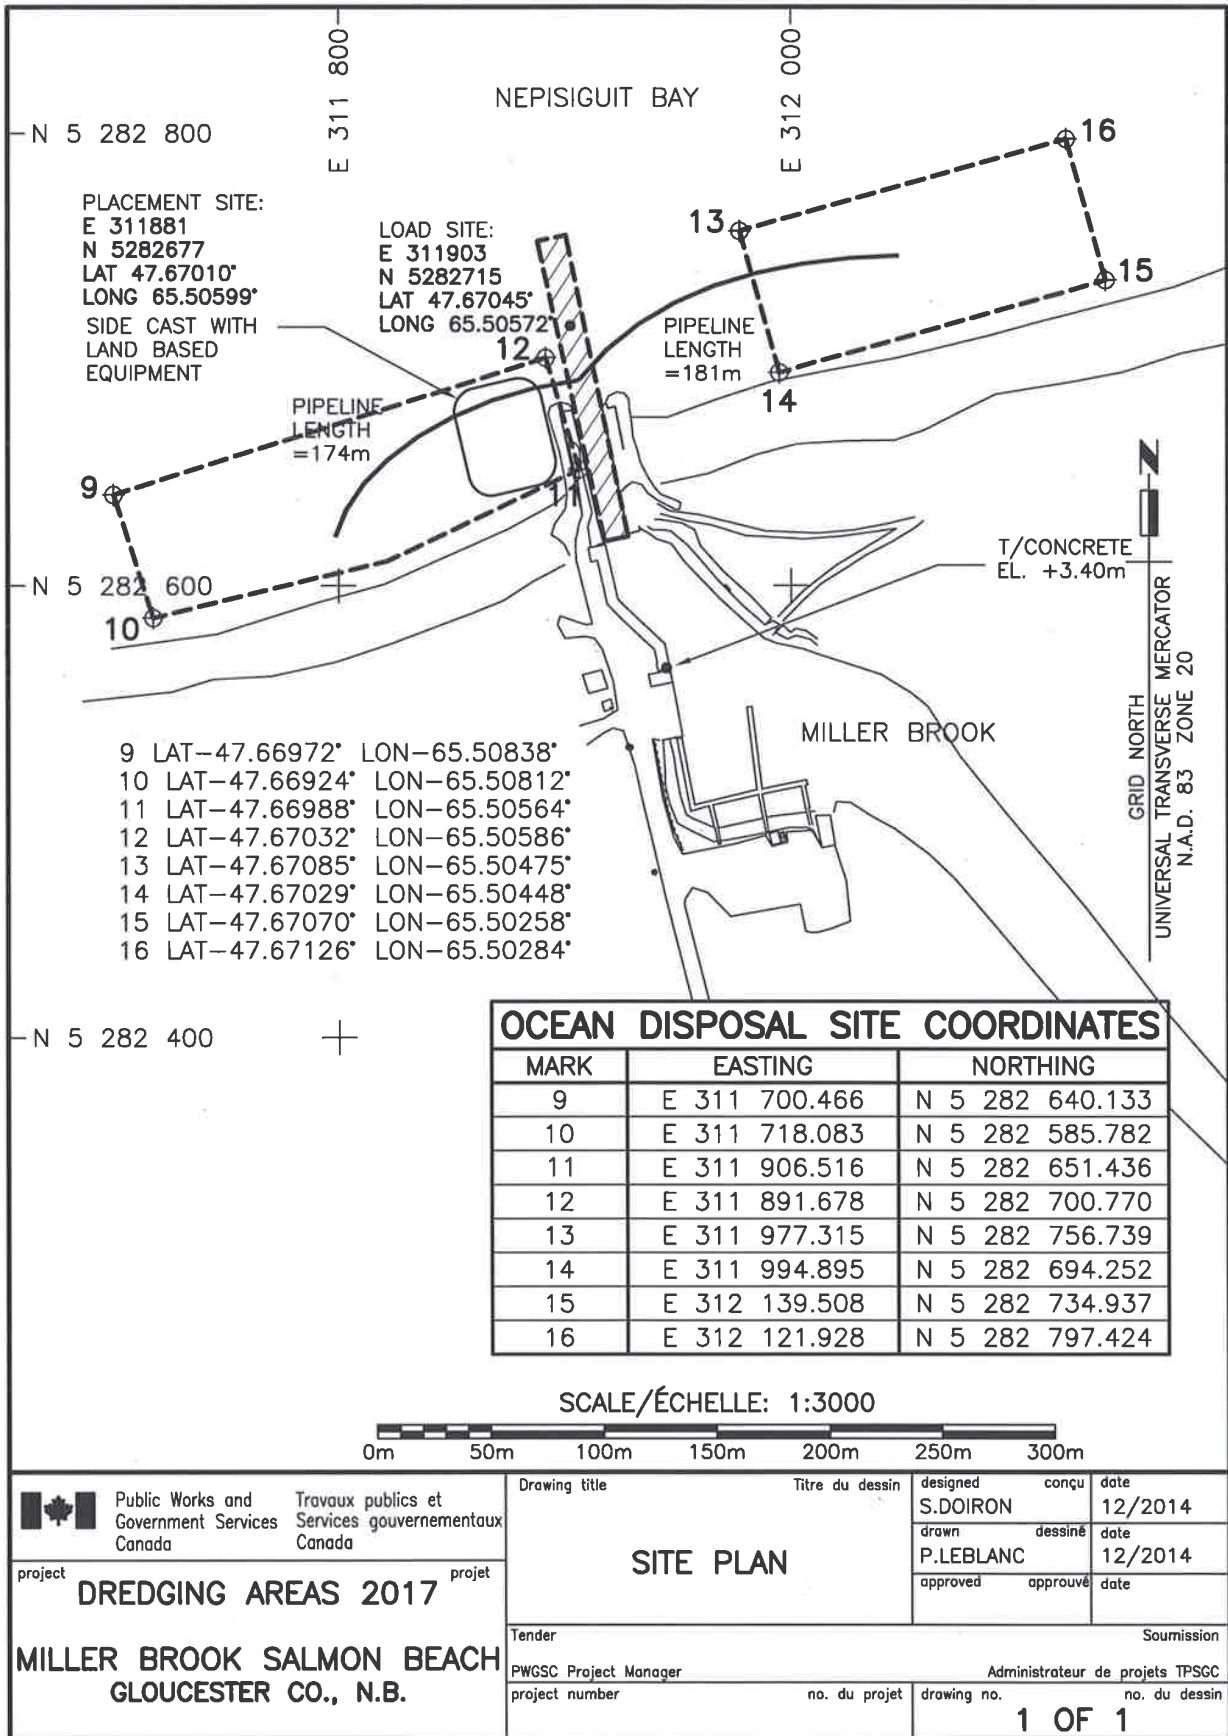 E 311 800
E 312 000
NEPISIGUIT BAY
N 5 282 800
16
PLACEMENT SITE:
E 311881
N 5282677
LAT 47.67010°
LONG 65.50599°
SIDE CAST WITH
LAND BASED
EQUIPMENT
LOAD SITE:
E 311903
N 5282715
LAT 47.67045°
LONG 65.50572°
13
15
12
PIPELINE
LENGTH
=181m
14
PIPELINE
LENGTH
=174m
9
11
N
T/CONCRETE
EL. +3.40m
N 5 282 600
10
GRID NORTH
UNIVERSAL TRANSVERSE MERCATOR
N.A.D. 83 ZONE 20
MILLER BROOK
9 LAT-47.66972° LON-65.50838°
10 LAT-47.66924° LON-65.50812°
11 LAT-47.66988° LON-65.50564°
12 LAT-47.67032° LON-65.50586°
13 LAT-47.67085° LON-65.50475°
14 LAT-47.67029° LON-65.50448°
15 LAT-47.67070° LON-65.50258°
16 LAT-47.67126° LON-65.50284°
N 5 282 400
OCEAN DISPOSAL SITE COORDINATES
MARK EASTING NORTHING
9 E 311 700.466 N 5 282 640.133
10 E 311 718.083 N 5 282 585.782
11 E 311 906.516 N 5 282 651.436
12 E 311 891.678 N 5 282 700.770
13 E 311 977.315 N 5 282 756.739
14 E 311 994.895 N 5 282 694.252
15 E 312 139.508 N 5 282 734.937
16 E 312 121.928 N 5 282 797.424
SCALE/ÉCHELLE: 1:3000
0m 50m 100m 150m 200m 250m 300m
Public Works and
Government Services
Canada
Travaux publics et
Services gouvernementaux
Canada
project projet
DREDGING AREAS 2017
MILLER BROOK SALMON BEACH
GLOUCESTER CO., N.B.
Drawing title Titre du dessin
SITE PLAN
designed conçu date
S.DOIRON 12/2014
drawn dessiné date
P.LEBLANC 12/2014
approved approuvé date
Tender Soumission
PWGSC Project Manager Administrateur de projets TPSGC
project number no. du projet
drawing no. no. du dessin
1 OF 1